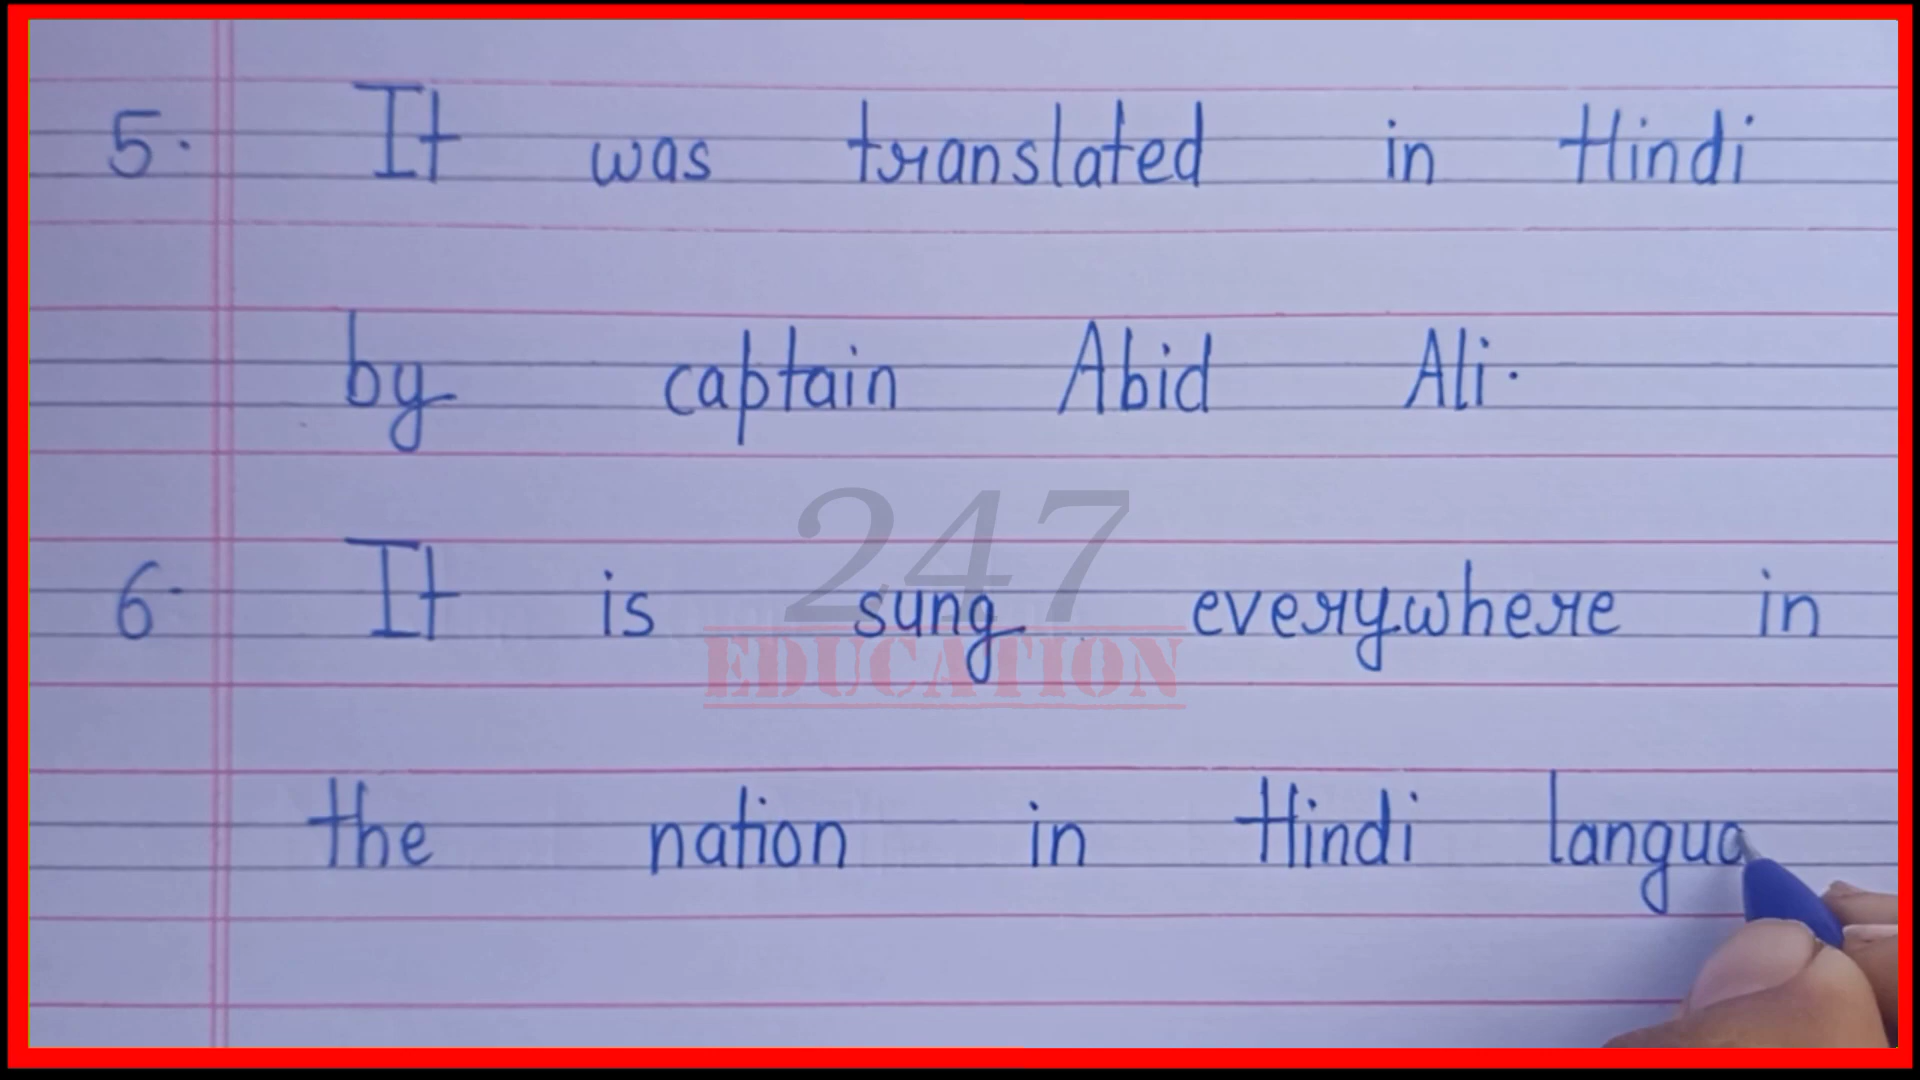 5. It was translated in Hindi
by captain Abid Ali.
247
6. It is sung everywhere in
EDUCATION
the nation in Hindi langua